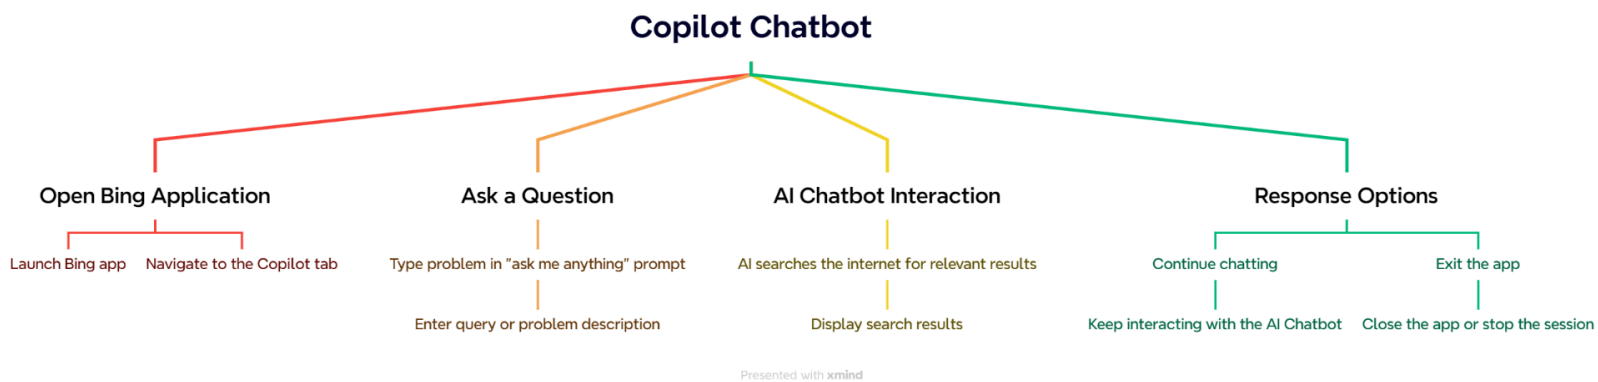 Copilot Chatbot
Open Bing Application
Ask a Question
AI Chatbot Interaction
Response Options
Launch Bing app
Navigate to the Copilot tab
Type problem in "ask me anything" prompt
AI searches the internet for relevant results
Continue chatting
Exit the app
Enter query or problem description
Display search results
Keep interacting with the AI Chatbot
Close the app or stop the session
Presented with xmind